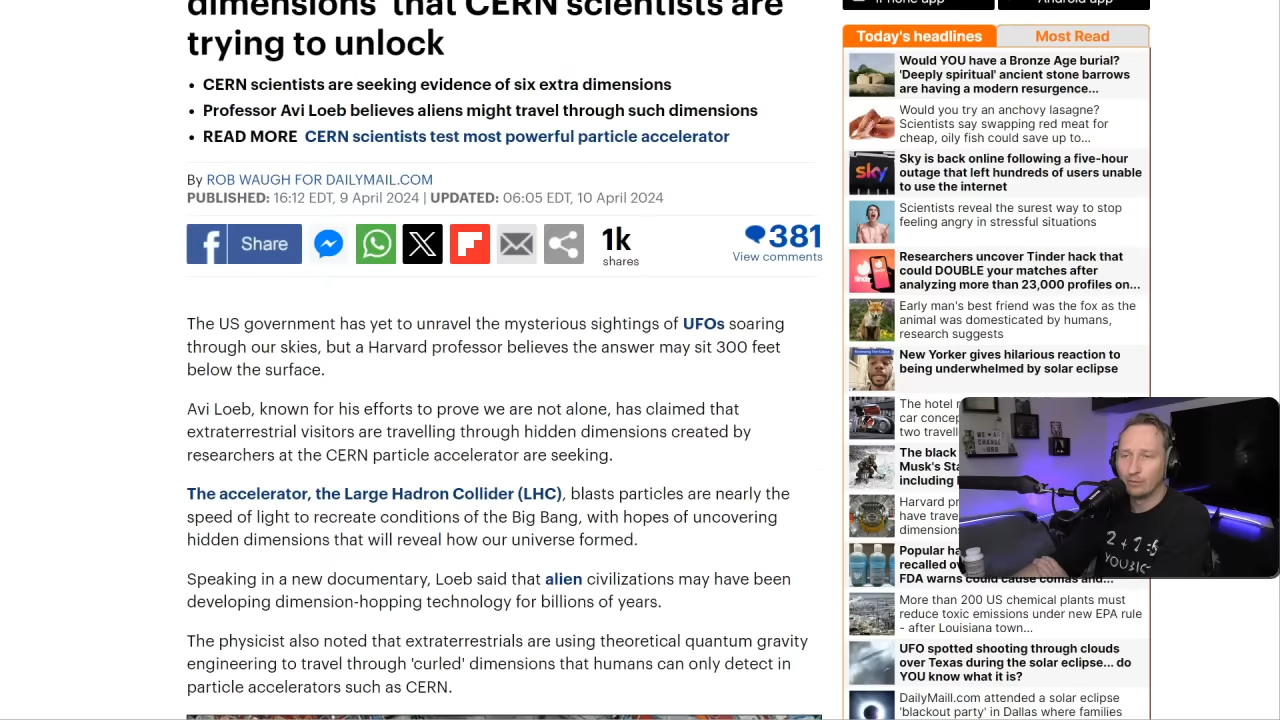 dimensions' that CERN scientists are
trying to unlock
• CERN scientists are seeking evidence of six extra dimensions
• Professor Avi Loeb believes aliens might travel through such dimensions
• READ MORE CERN scientists test most powerful particle accelerator
By ROB WAUGH FOR DAILYMAIL.COM
PUBLISHED: 16:12 EDT, 9 April 2024 | UPDATED: 06:05 EDT, 10 April 2024
Share
1k
shares
381
View comments
The US government has yet to unravel the mysterious sightings of UFOs soaring
through our skies, but a Harvard professor believes the answer may sit 300 feet
below the surface.
Avi Loeb, known for his efforts to prove we are not alone, has claimed that
extraterrestrial visitors are travelling through hidden dimensions created by
researchers at the CERN particle accelerator are seeking.
The accelerator, the Large Hadron Collider (LHC), blasts particles are nearly the
speed of light to recreate conditions of the Big Bang, with hopes of uncovering
hidden dimensions that will reveal how our universe formed.
Speaking in a new documentary, Loeb said that alien civilizations may have been
developing dimension-hopping technology for billions of years.
The physicist also noted that extraterrestrials are using theoretical quantum gravity
engineering to travel through 'curled' dimensions that humans can only detect in
particle accelerators such as CERN.
iPhone app
Android app
Today's headlines
Most Read
Would YOU have a Bronze Age burial?
'Deeply spiritual' ancient stone barrows
are having a modern resurgence...
Would you try an anchovy lasagne?
Scientists say swapping red meat for
cheap, oily fish could save up to...
sky
Sky is back online following a five-hour
outage that left hundreds of users unable
to use the internet
Scientists reveal the surest way to stop
feeling angry in stressful situations
tinder
Researchers uncover Tinder hack that
could DOUBLE your matches after
analyzing more than 23,000 profiles on...
Early man's best friend was the fox as the
animal was domesticated by humans,
research suggests
New Yorker gives hilarious reaction to
being underwhelmed by solar eclipse
The hotel
car concep
two travell
The black
Musk's Sta
including
Harvard pr
have trave
dimension
Popular ha
recalled o
FDA warns could cause comas and...
More than 200 US chemical plants must
reduce toxic emissions under new EPA rule
- after Louisiana town...
UFO spotted shooting through clouds
over Texas during the solar eclipse... do
YOU know what it is?
DailyMaill.com attended a solar eclipse
'blackout party' in Dallas where families
WE ARE
CHANGE
.ORG
2+2=5